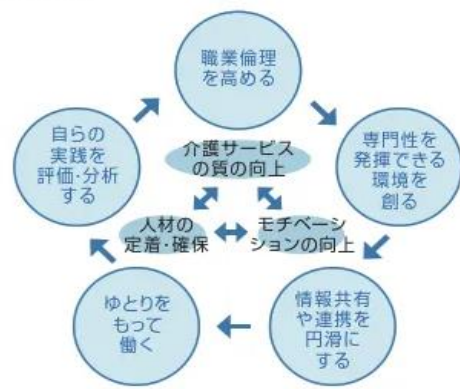 職業倫理
を高める
専門性を
発揮できる
環境を
創る
情報共有
や連携を
円滑に
する
ゆとりを
もって
働く
自らの
実践を
評価・分析
する
介護サービス
の質の向上
人材の
定着・確保
モチベー
ションの向上